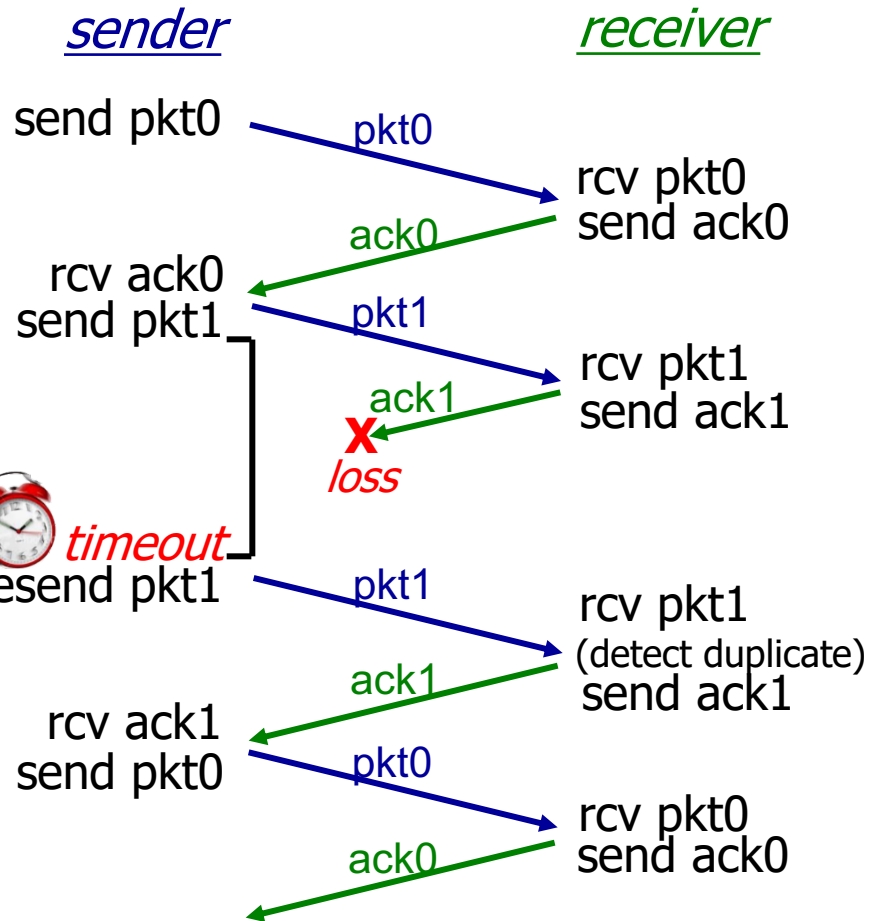 sender
receiver
send pkt0
pkt0
rcv pkt0
send ack0
ack0
rcv ack0
send pkt1
pkt1
rcv pkt1
send ack1
ack1
X
loss
timeout
esend pkt1
pkt1
rcv pkt1
(detect duplicate)
send ack1
ack1
rcv ack1
send pkt0
pkt0
rcv pkt0
send ack0
ack0